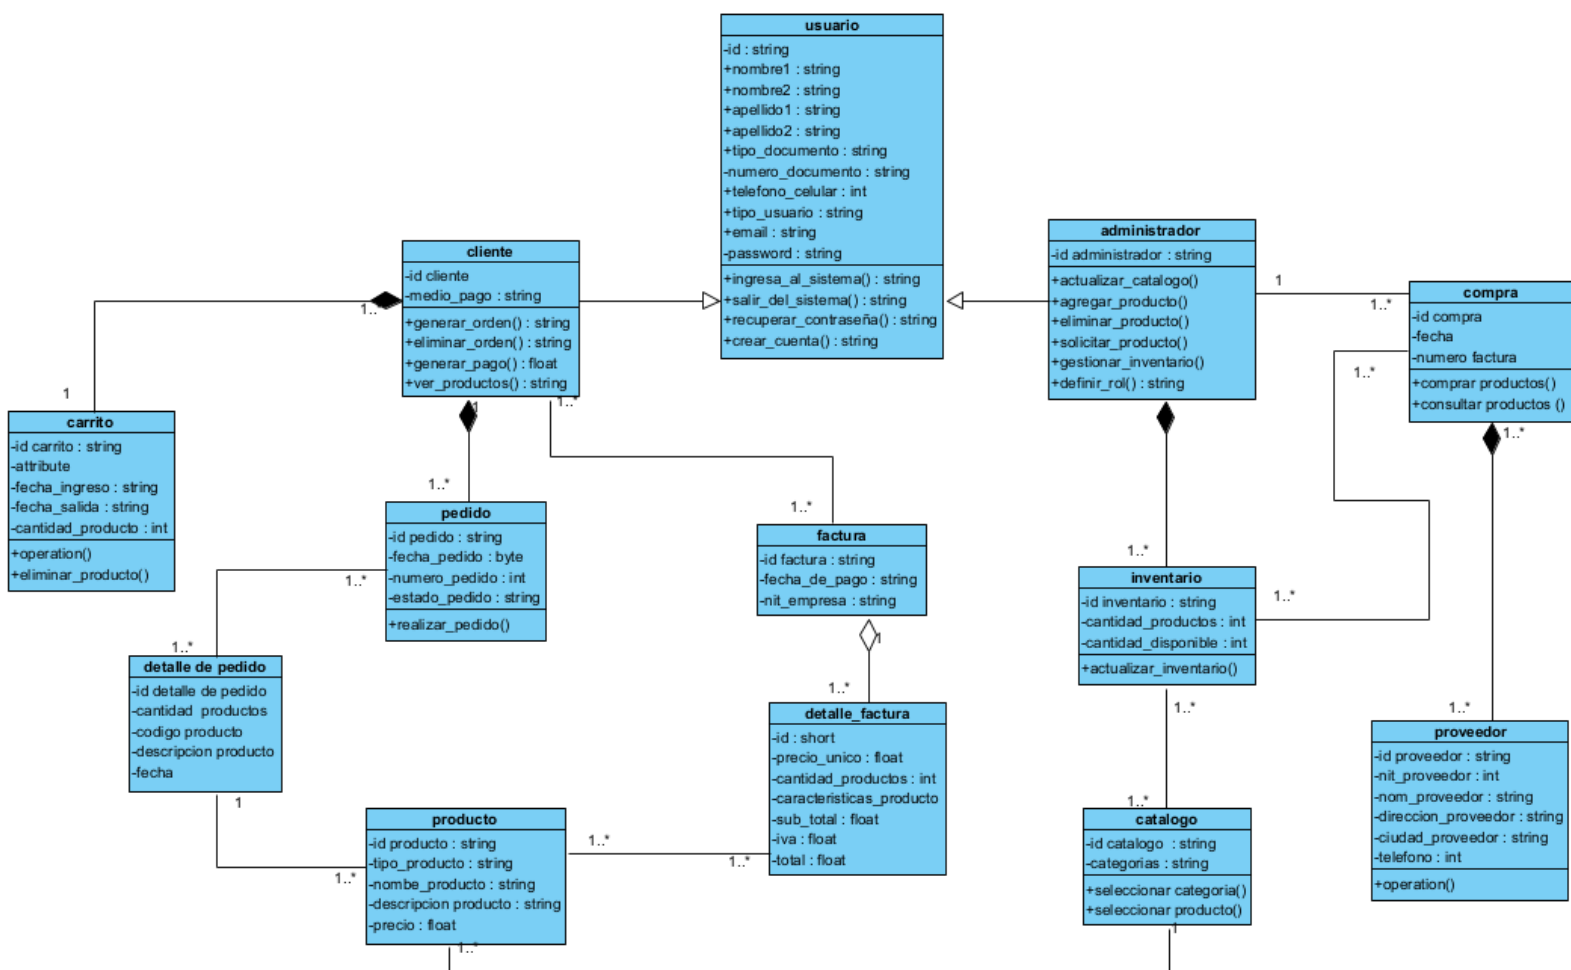 usuario
-id : string
+nombre1 : string
+nombre2 : string
+apellido1 : string
+apellido2 : string
+tipo_documento : string
-numero_documento : string
+telefono_celular : int
+tipo_usuario : string
+email : string
-password : string
+ingresa_al_sistema() : string
+salir_del_sistema() : string
+recuperar_contraseña() : string
+crear_cuenta() : string
cliente
-id cliente
-medio_pago : string
+generar_orden() : string
+eliminar_orden() : string
+generar_pago() : float
+ver_productos() : string
1..
1
1
1..*
1..*
1..*
administrador
-id administrador : string
+actualizar_catalogo()
+agregar_producto()
+eliminar_producto()
+solicitar_producto()
+gestionar_inventario()
+definir_rol() : string
1
1..*
compra
-id compra
-fecha
-numero factura
+comprar productos()
+consultar productos ()
1..*
1..*
carrito
-id carrito : string
-attribute
-fecha_ingreso : string
-fecha_salida : string
-cantidad_producto : int
+operation()
+eliminar_producto()
pedido
-id pedido : string
-fecha_pedido : byte
-numero_pedido : int
-estado_pedido : string
+realizar_pedido()
1..*
1..*
factura
-id factura : string
-fecha_de_pago : string
-nit_empresa : string
1
1..*
1..*
inventario
-id inventario : string
-cantidad_productos : int
-cantidad_disponible : int
+actualizar_inventario()
1..*
1..*
1..*
detalle de pedido
-id detalle de pedido
-cantidad productos
-codigo producto
-descripcion producto
-fecha
1
1..*
detalle_factura
-id : short
-precio_unico : float
-cantidad_productos : int
-caracteristicas_producto
-sub_total : float
-iva : float
-total : float
1..*
1..*
producto
-id producto : string
-tipo_producto : string
-nombe_producto : string
-descripcion producto : string
-precio : float
1..*
catalogo
-id catalogo : string
-categorias : string
+seleccionar categoria()
+seleccionar producto()
1
1..*
proveedor
-id proveedor : string
-nit_proveedor : int
-nom_proveedor : string
-direccion_proveedor : string
-ciudad_proveedor : string
-telefono : int
+operation()